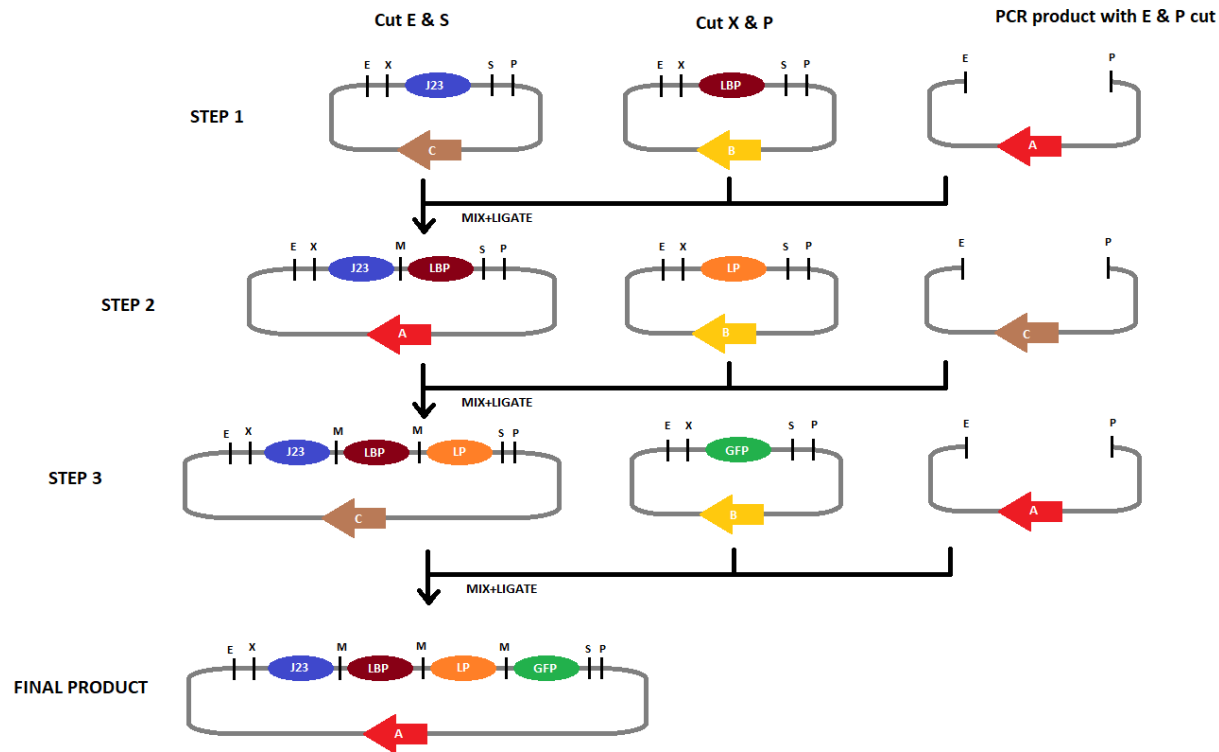 Cut E & S
Cut X & P
PCR product with E & P cut
STEP 1
E X J23 S P
C
E X LBP S P
B
E P
A
MIX+LIGATE
STEP 2
E X J23 M LBP S P
A
E X LP S P
B
E P
C
MIX+LIGATE
STEP 3
E X J23 M LBP M LP S P
C
E X GFP S P
B
E P
A
MIX+LIGATE
FINAL PRODUCT
E X J23 M LBP M LP M GFP S P
A